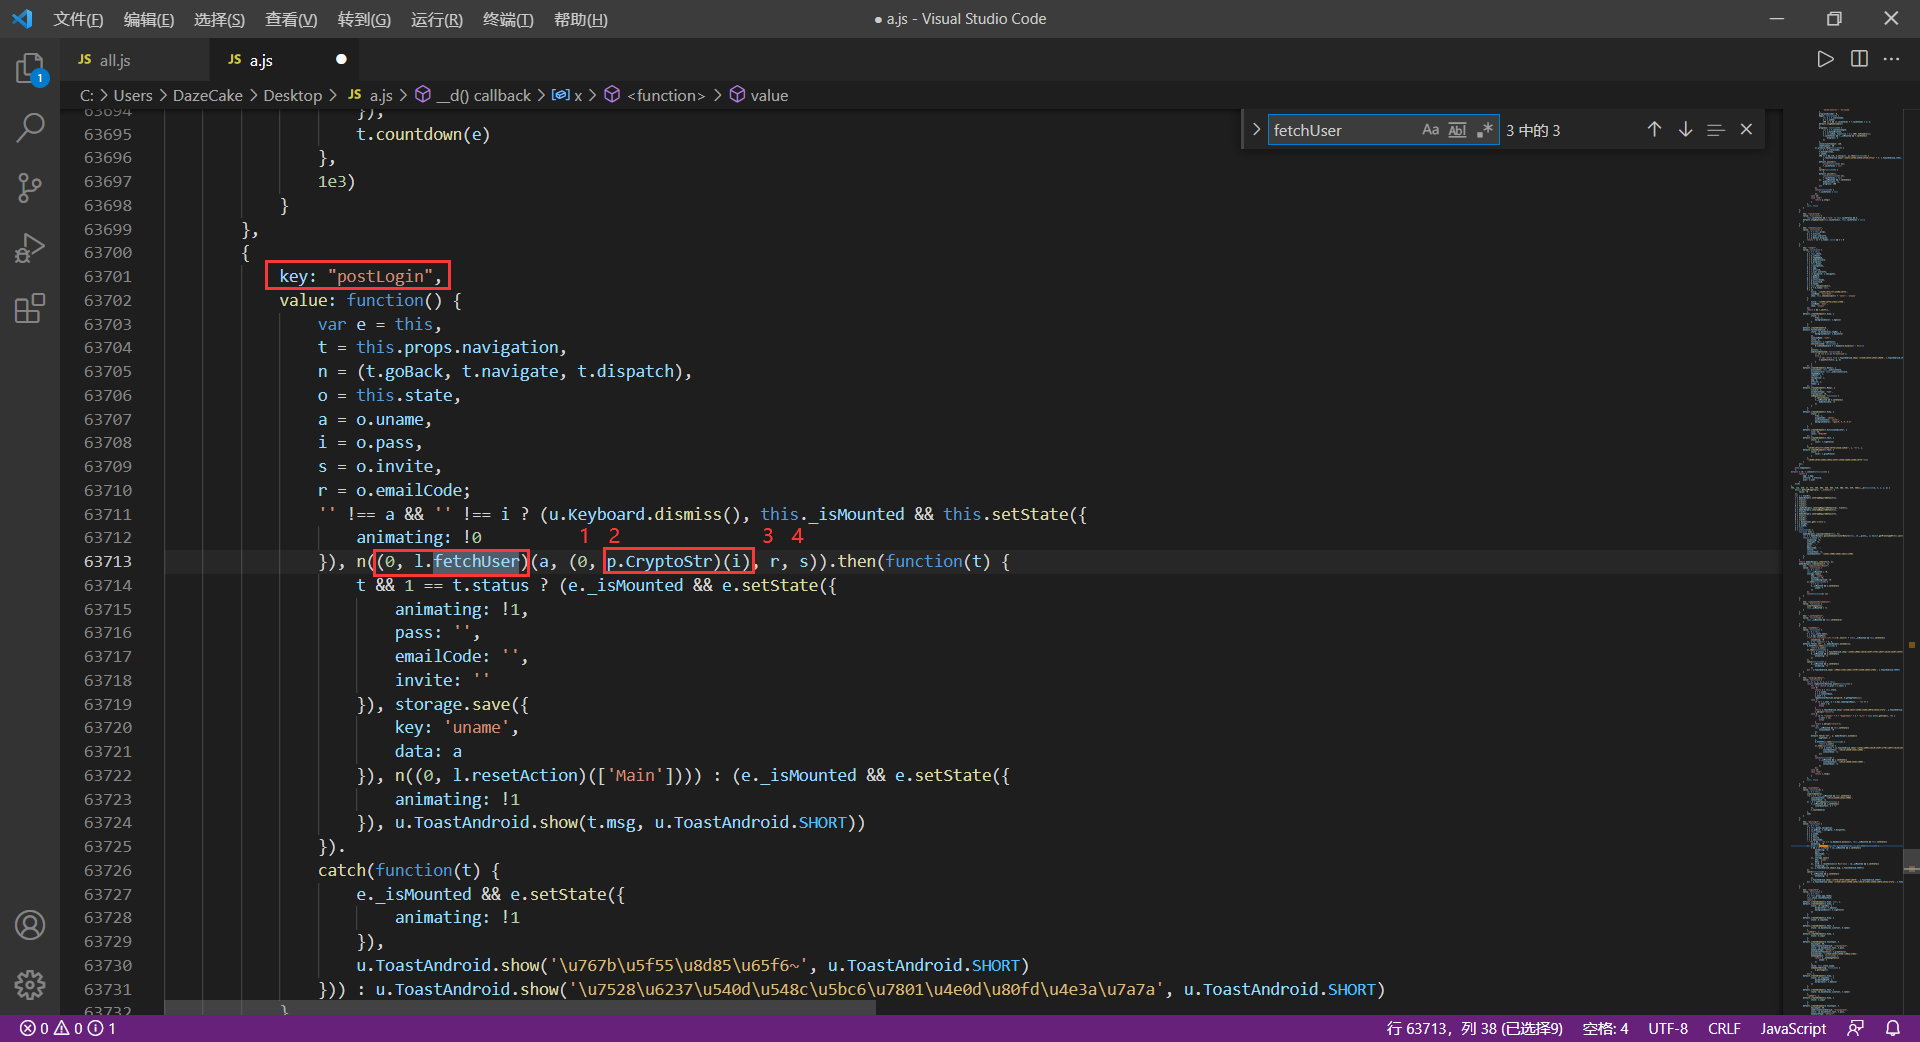 文件(F) 编辑(E) 选择(S) 查看(V) 转到(G) 运行(R) 终端(T) 帮助(H) ● a.js - Visual Studio Code
JS all.js JS a.js ●
1
C: > Users > DazeCake > Desktop > JS a.js > __d() callback > x > <function> > value
fetchUser Aa Abl .* 3 中的 3
63694 }),
63695 t.countdown(e)
63696 },
63697 1e3)
63698 }
63699 },
63700 {
63701 key: "postLogin",
63702 value: function() {
63703 var e = this,
63704 t = this.props.navigation,
63705 n = (t.goBack, t.navigate, t.dispatch),
63706 o = this.state,
63707 a = o.uname,
63708 i = o.pass,
63709 s = o.invite,
63710 r = o.emailCode;
63711 '' !== a && '' !== i ? (u.Keyboard.dismiss(), this._isMounted && this.setState({
63712 animating: !0
1 2 3 4
63713 }), n((0, l.fetchUser)(a, (0, p.CryptoStr)(i), r, s)).then(function(t) {
63714 t && 1 == t.status ? (e._isMounted && e.setState({
63715 animating: !1,
63716 pass: '',
63717 emailCode: '',
63718 invite: ''
63719 }), storage.save({
63720 key: 'uname',
63721 data: a
63722 }), n((0, l.resetAction)(['Main']))) : (e._isMounted && e.setState({
63723 animating: !1
63724 }), u.ToastAndroid.show(t.msg, u.ToastAndroid.SHORT))
63725 }).
63726 catch(function(t) {
63727 e._isMounted && e.setState({
63728 animating: !1
63729 }),
63730 u.ToastAndroid.show('\u767b\u5f55\u8d85\u65f6~', u.ToastAndroid.SHORT)
63731 })) : u.ToastAndroid.show('\u7528\u6237\u540d\u548c\u5bc6\u7801\u4e0d\u80fd\u4e3a\u7a7a', u.ToastAndroid.SHORT)
63732 }
0 0 1 行 63713，列 38 (已选择9) 空格: 4 UTF-8 CRLF JavaScript